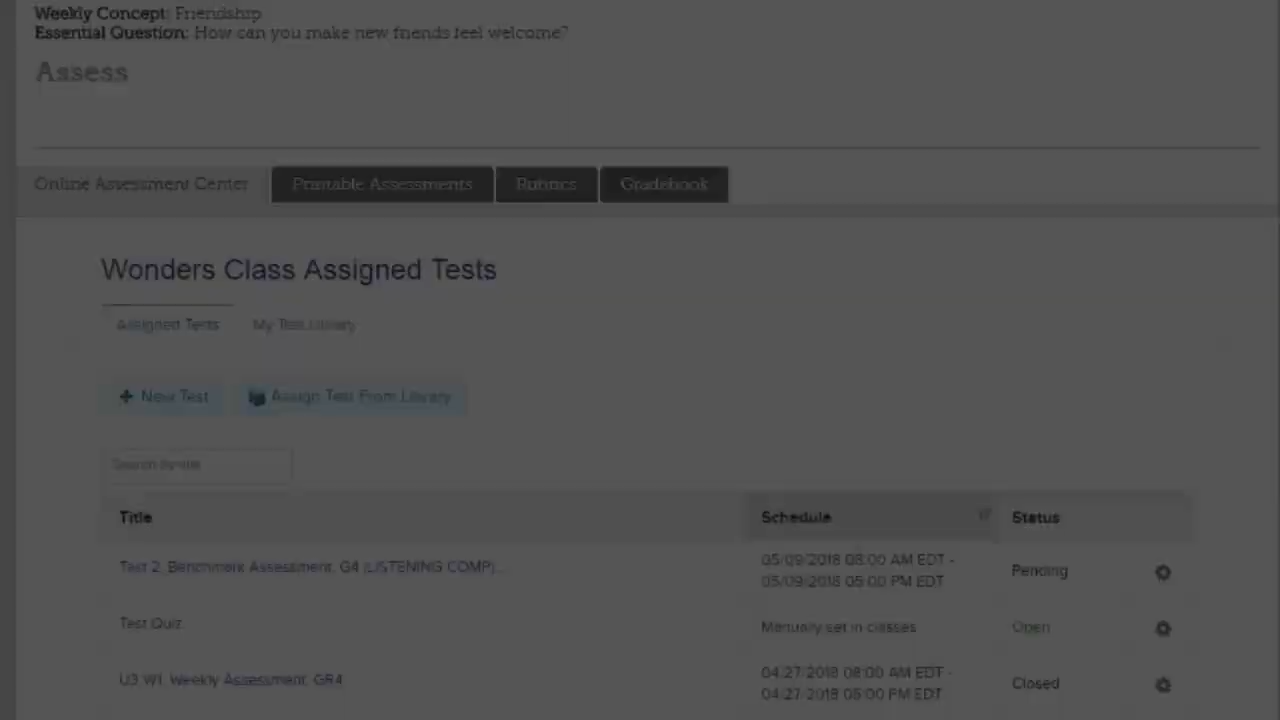 Weekly Concept: Friendship
Essential Question: How can you make new friends feel welcome?
Assess
Online Assessment Center
Printable Assessments
Rubrics
Gradebook
Wonders Class Assigned Tests
Assigned Tests
My Test Library
New Test
Assign Test From Library
Search by title
Title
Schedule
Status
Test 2, Benchmark Assessment, G4 (LISTENING COMP)...
05/09/2018 08:00 AM EDT -
05/09/2018 05:00 PM EDT
Pending
Test Quiz
Manually set in classes
Open
U3 W1, Weekly Assessment, GR4
04/27/2018 08:00 AM EDT -
04/27/2018 05:00 PM EDT
Closed